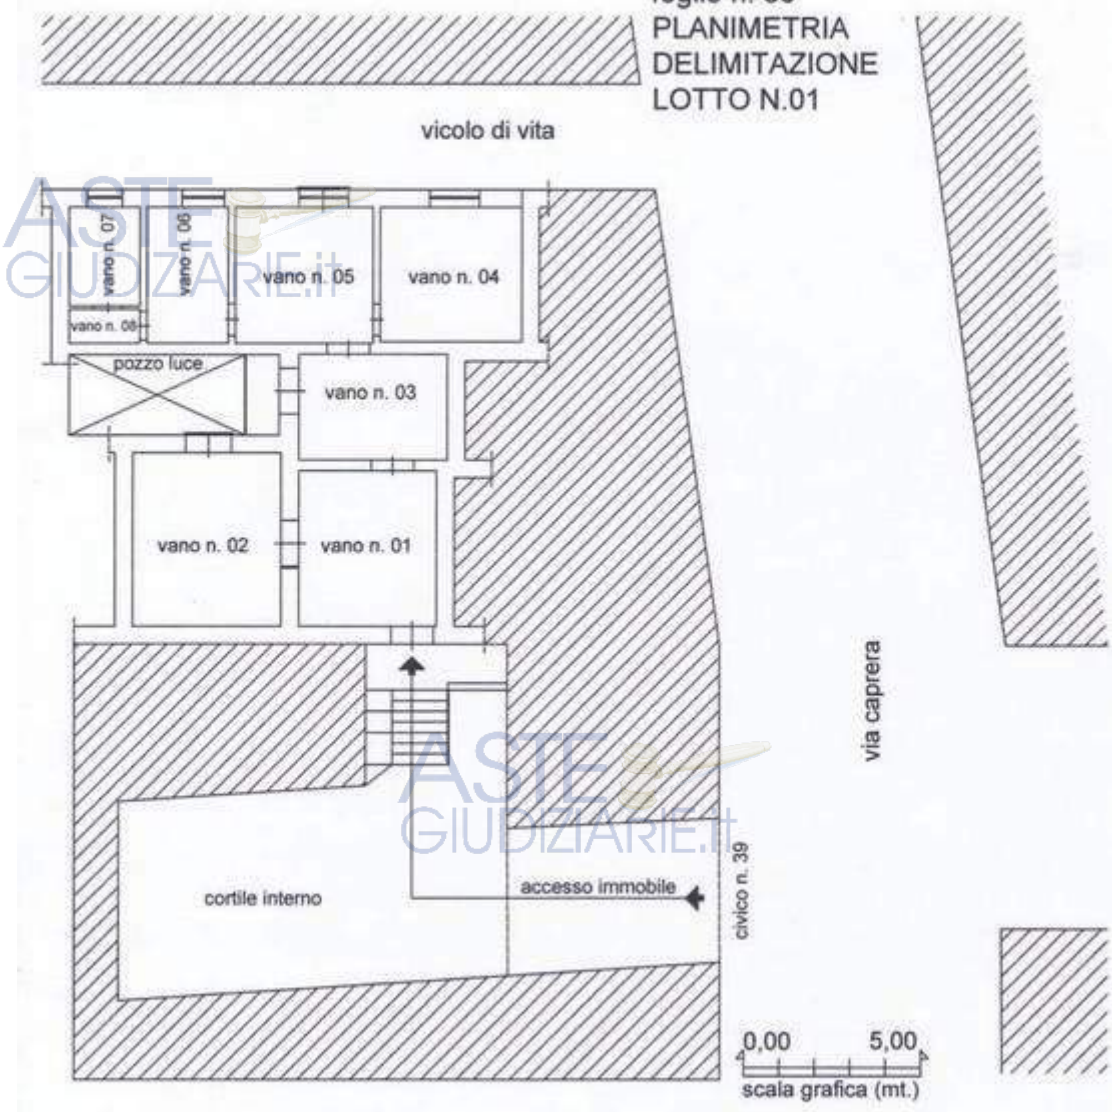 PLANIMETRIA
DELIMITAZIONE
LOTTO N.01
vicolo di vita
ASTE
GIUDIZIARIE.it
vano n. 07
vano n. 06
vano n. 05
vano n. 04
vano n. 08
pozzo luce
vano n. 03
vano n. 02
vano n. 01
via caprera
ASTE
GIUDIZIARIE.it
civico n. 39
accesso immobile
cortile interno
0,00 5,00
scala grafica (mt.)